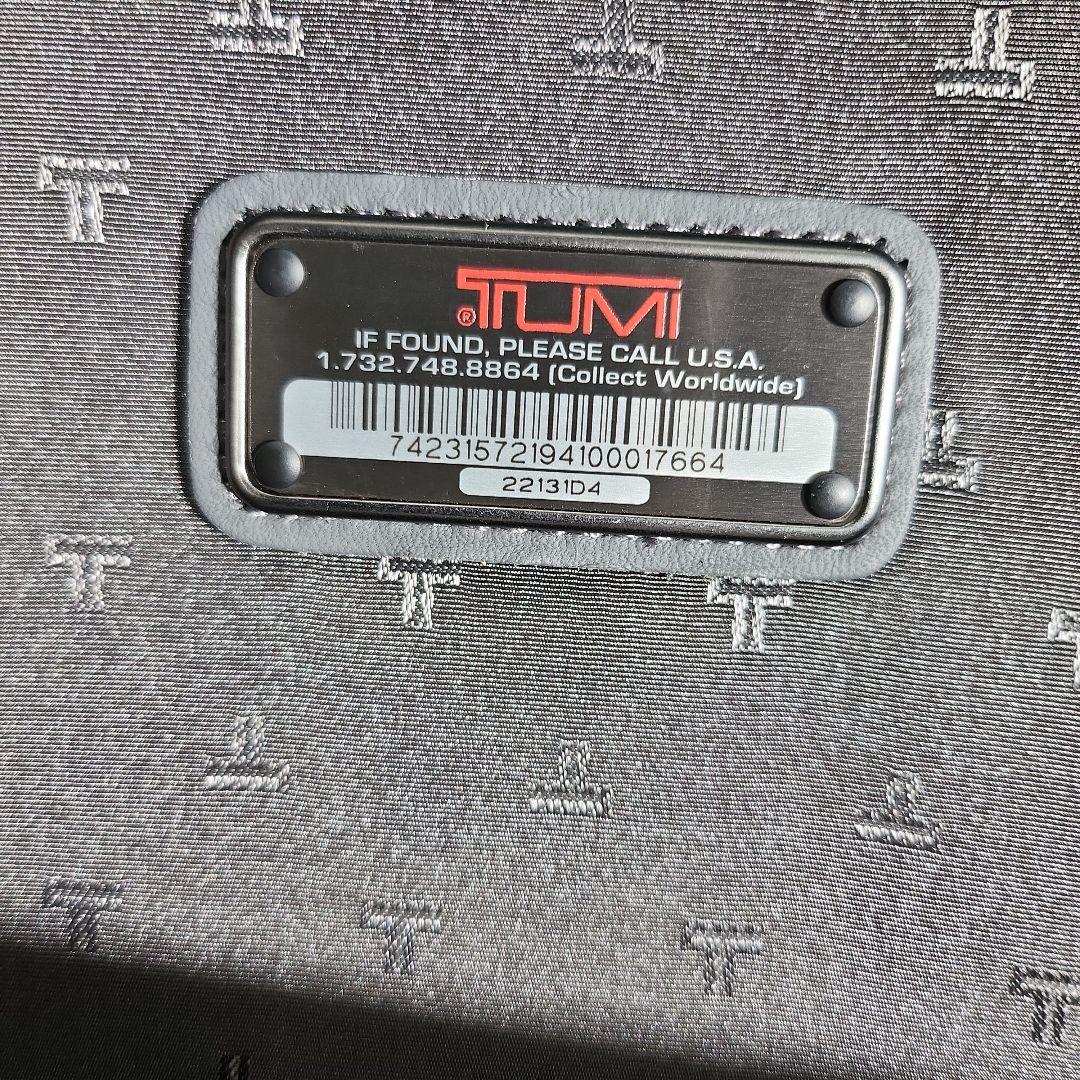 TUMI®
IF FOUND, PLEASE CALL U.S.A.
1.732.748.8864 (Collect Worldwide)
74231572194100017664
22131D4